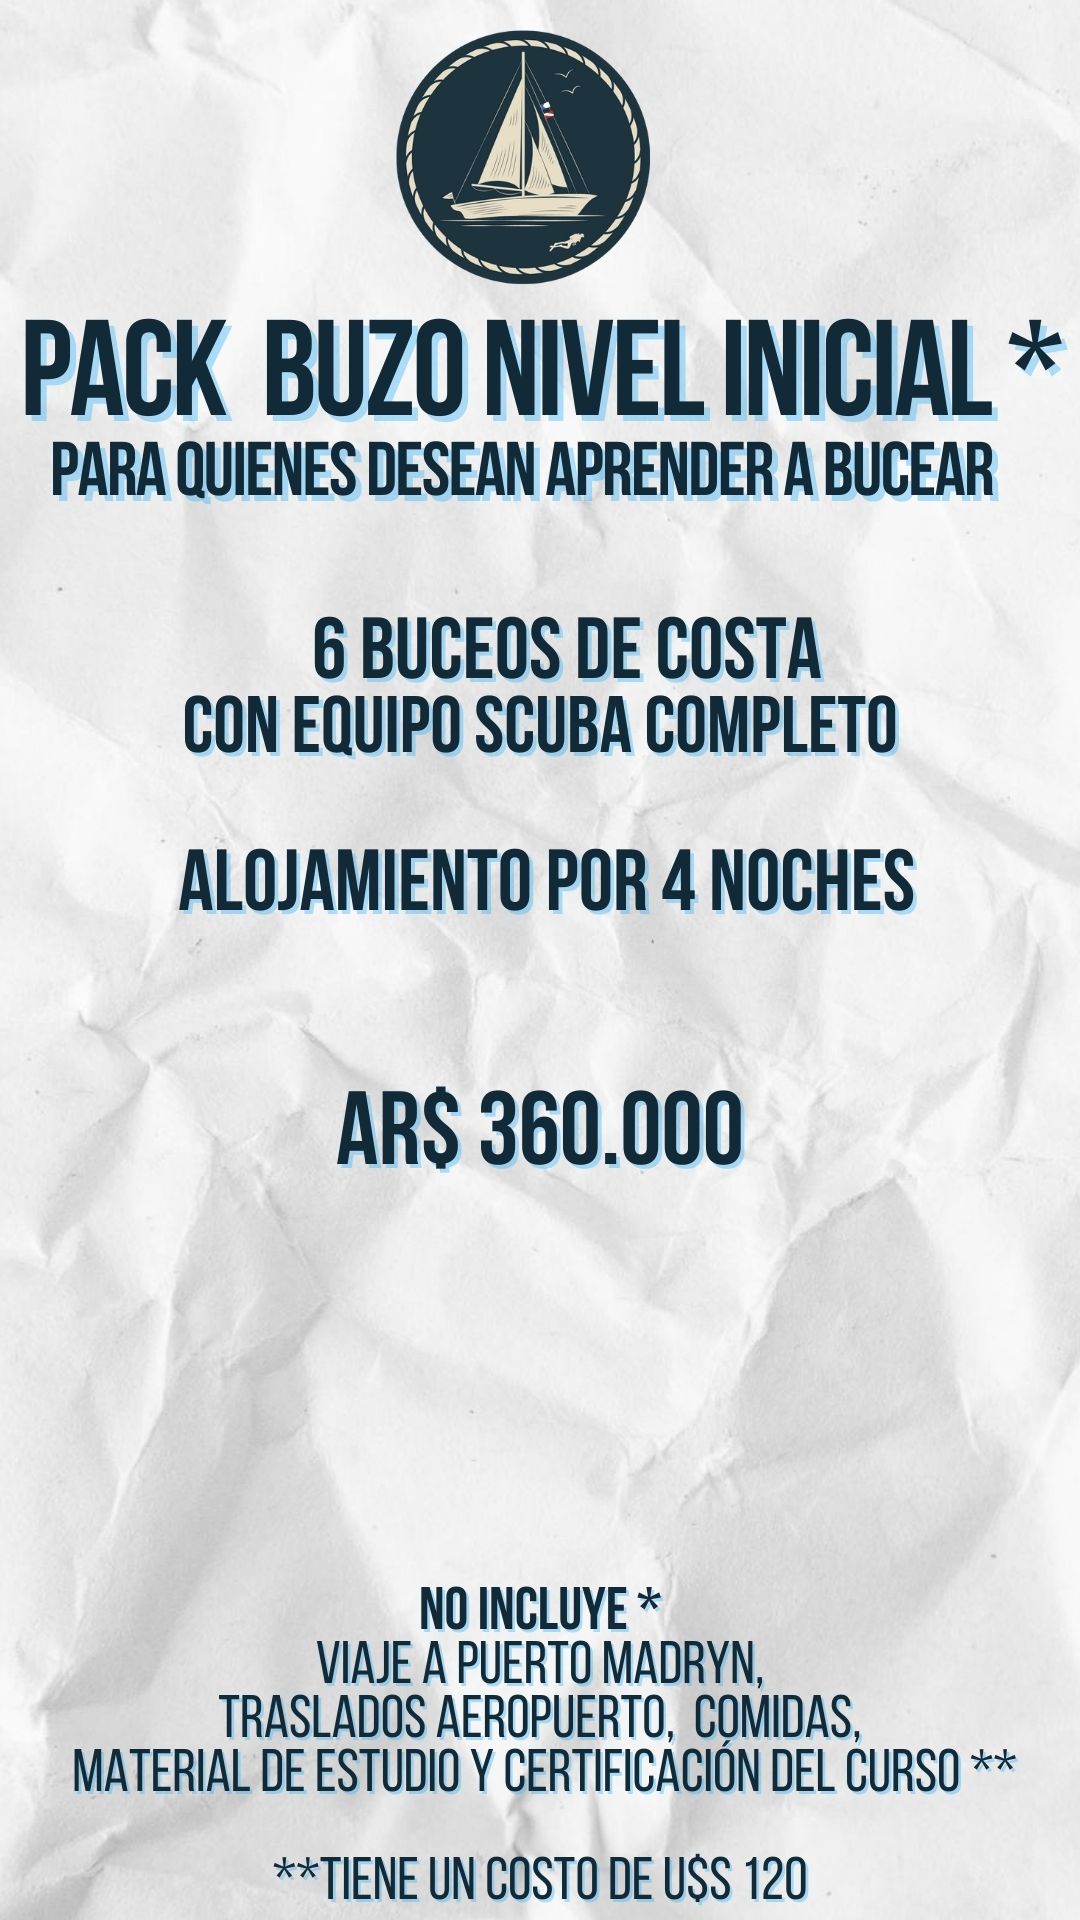 PACK BUZO NIVEL INICIAL *
PARA QUIENES DESEAN APRENDER A BUCEAR
6 BUCEOS DE COSTA
CON EQUIPO SCUBA COMPLETO
ALOJAMIENTO POR 4 NOCHES
AR$ 360.000
NO INCLUYE *
VIAJE A PUERTO MADRYN,
TRASLADOS AEROPUERTO, COMIDAS,
MATERIAL DE ESTUDIO Y CERTIFICACIÓN DEL CURSO **
**TIENE UN COSTO DE U$S 120